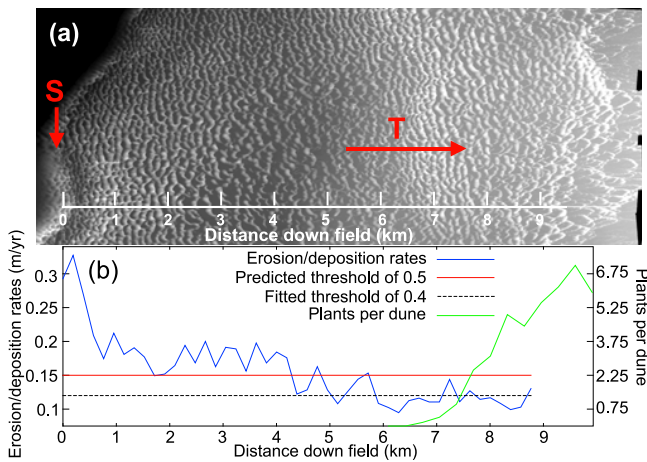 (a)
S
T
0 1 2 3 4 5 6 7 8 9
Distance down field (km)
(b)
Erosion/deposition rates
Predicted threshold of 0.5
Fitted threshold of 0.4
Plants per dune
Erosion/deposition rates (m/yr)
0.3
0.2
0.15
0.1
6.75
5.25
3.75
2.25
0.75
Plants per dune
0 1 2 3 4 5 6 7 8 9
Distance down field (km)